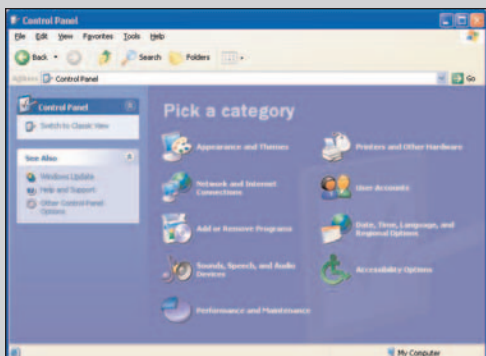 Control Panel
File Edit View Favorites Tools Help
Back Search Folders
Address Control Panel Go
Control Panel
Switch to Classic View
See Also
Windows Update
Help and Support
Other Control Panel
Options
Pick a category
Appearance and Themes
Printers and Other Hardware
Network and Internet
Connections
User Accounts
Add or Remove Programs
Date, Time, Language, and
Regional Options
Sounds, Speech, and Audio
Devices
Accessibility Options
Performance and Maintenance
My Computer